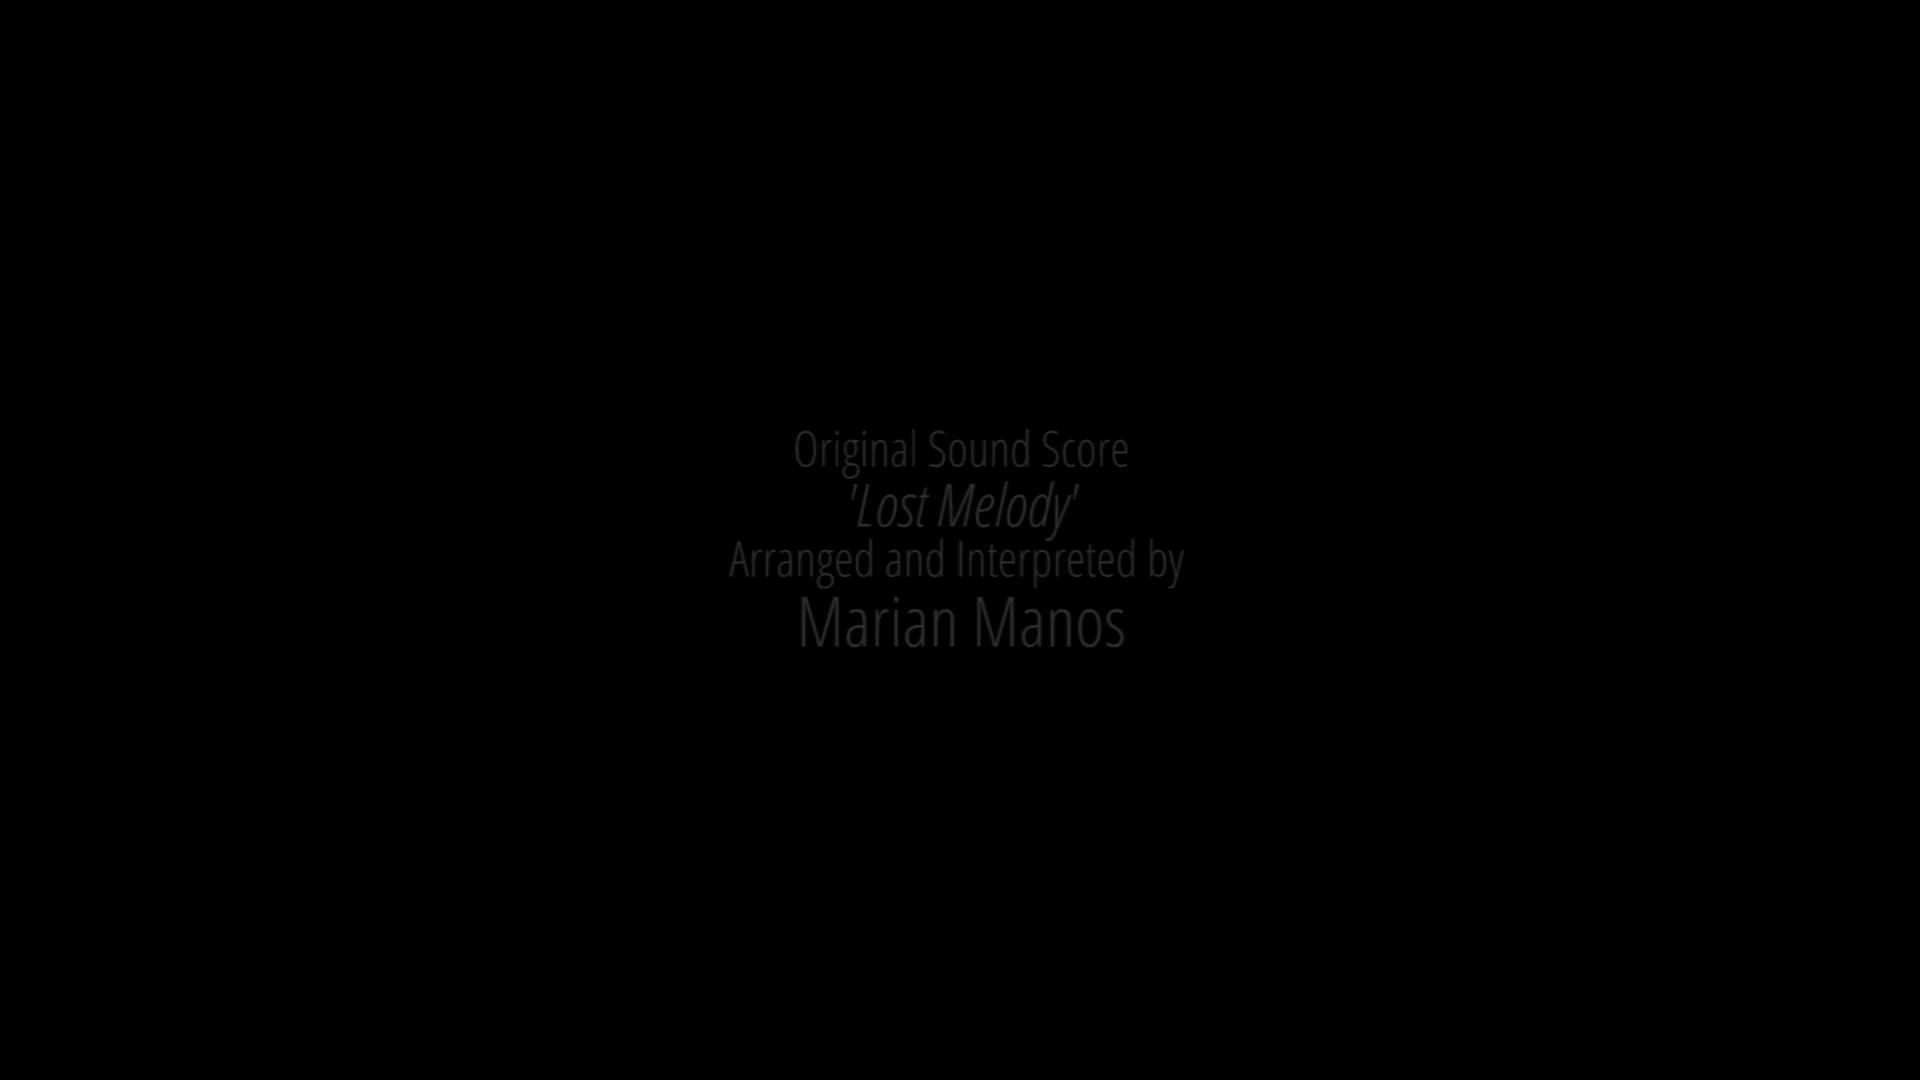 Original Sound Score
'Lost Melody'
Arranged and Interpreted by
Marian Manos